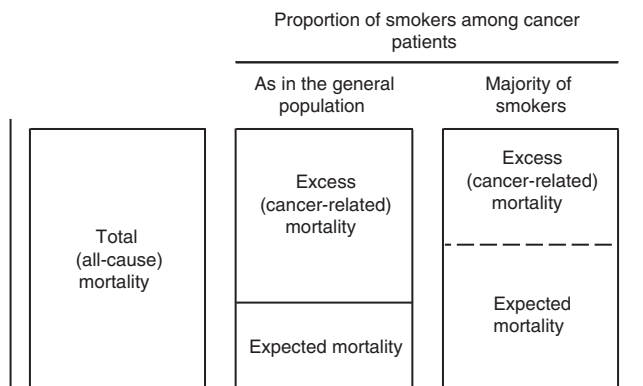 Proportion of smokers among cancer
patients
As in the general
population
Majority of
smokers
Total
(all-cause)
mortality
Excess
(cancer-related)
mortality
Expected mortality
Excess
(cancer-related)
mortality
Expected
mortality